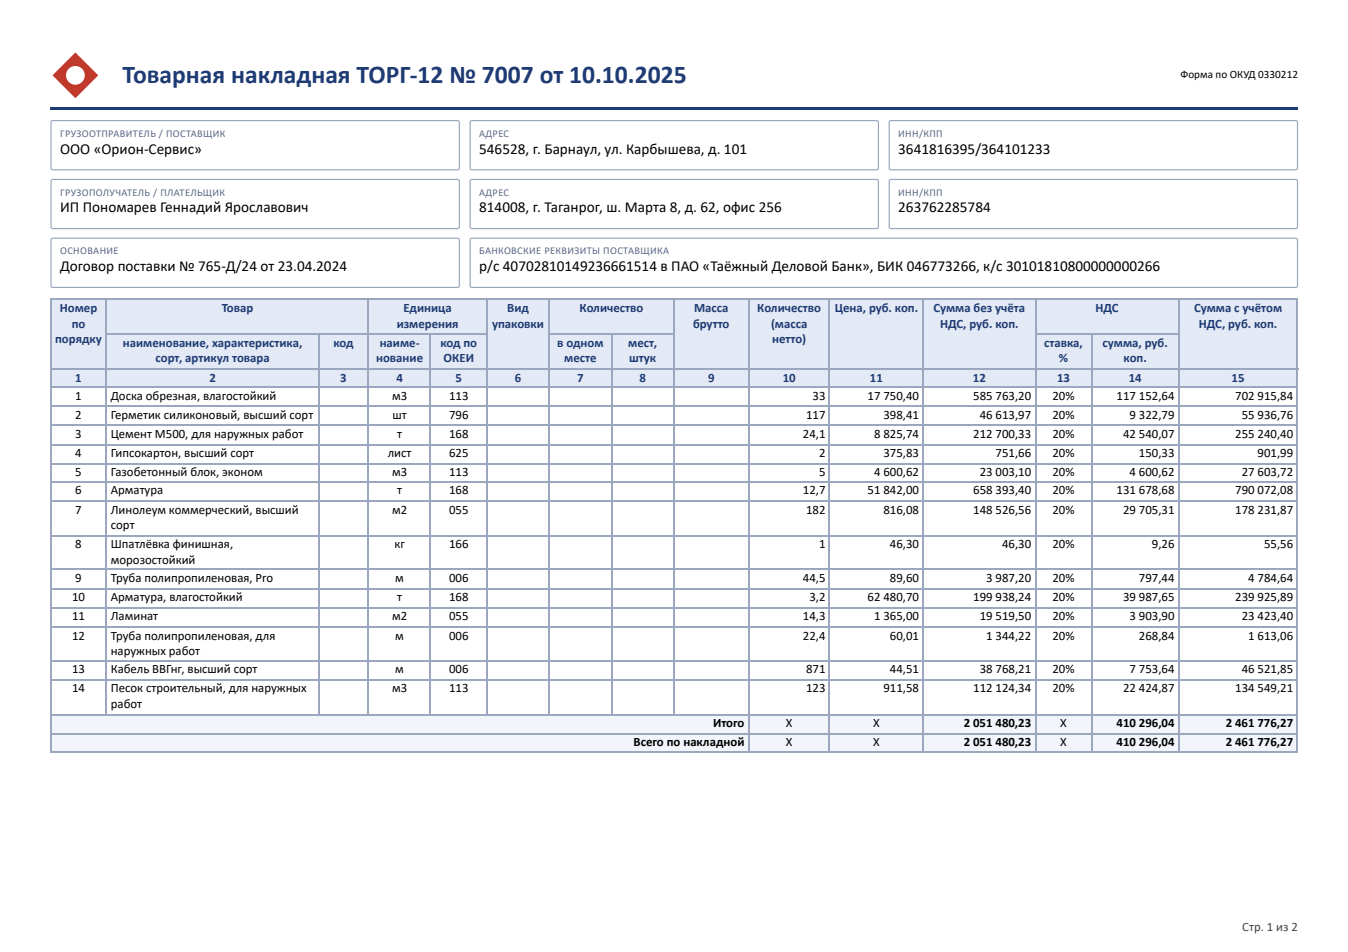 Товарная накладная ТОРГ-12 № 7007 от 10.10.2025
Форма по ОКУД 0330212
ГРУЗООТПРАВИТЕЛЬ / ПОСТАВЩИК
ООО «Орион-Сервис»
АДРЕС
546528, г. Барнаул, ул. Карбышева, д. 101
ИНН/КПП
3641816395/364101233
ГРУЗОПОЛУЧАТЕЛЬ / ПЛАТЕЛЬЩИК
ИП Пономарев Геннадий Ярославович
АДРЕС
814008, г. Таганрог, ш. Марта 8, д. 62, офис 256
ИНН/КПП
263762285784
ОСНОВАНИЕ
Договор поставки № 765-Д/24 от 23.04.2024
БАНКОВСКИЕ РЕКВИЗИТЫ ПОСТАВЩИКА
р/с 40702810149236661514 в ПАО «Таёжный Деловой Банк», БИК 046773266, к/с 30101810800000000266
Номер по порядку Товар Единица измерения Вид упаковки Количество Масса брутто Количество (масса нетто) Цена, руб. коп. Сумма без учёта НДС, руб. коп. НДС Сумма с учётом НДС, руб. коп.
наименование, характеристика, сорт, артикул товара код наиме-нование код по ОКЕИ в одном месте мест, штук ставка, % сумма, руб. коп.
1 2 3 4 5 6 7 8 9 10 11 12 13 14 15
1 Доска обрезная, влагостойкий м3 113 33 17 750,40 585 763,20 20% 117 152,64 702 915,84
2 Герметик силиконовый, высший сорт шт 796 117 398,41 46 613,97 20% 9 322,79 55 936,76
3 Цемент М500, для наружных работ т 168 24,1 8 825,74 212 700,33 20% 42 540,07 255 240,40
4 Гипсокартон, высший сорт лист 625 2 375,83 751,66 20% 150,33 901,99
5 Газобетонный блок, эконом м3 113 5 4 600,62 23 003,10 20% 4 600,62 27 603,72
6 Арматура т 168 12,7 51 842,00 658 393,40 20% 131 678,68 790 072,08
7 Линолеум коммерческий, высший сорт м2 055 182 816,08 148 526,56 20% 29 705,31 178 231,87
8 Шпатлёвка финишная, морозостойкий кг 166 1 46,30 46,30 20% 9,26 55,56
9 Труба полипропиленовая, Pro м 006 44,5 89,60 3 987,20 20% 797,44 4 784,64
10 Арматура, влагостойкий т 168 3,2 62 480,70 199 938,24 20% 39 987,65 239 925,89
11 Ламинат м2 055 14,3 1 365,00 19 519,50 20% 3 903,90 23 423,40
12 Труба полипропиленовая, для наружных работ м 006 22,4 60,01 1 344,22 20% 268,84 1 613,06
13 Кабель ВВГнг, высший сорт м 006 871 44,51 38 768,21 20% 7 753,64 46 521,85
14 Песок строительный, для наружных работ м3 113 123 911,58 112 124,34 20% 22 424,87 134 549,21
Итого X X 2 051 480,23 X 410 296,04 2 461 776,27
Всего по накладной X X 2 051 480,23 X 410 296,04 2 461 776,27
Стр. 1 из 2